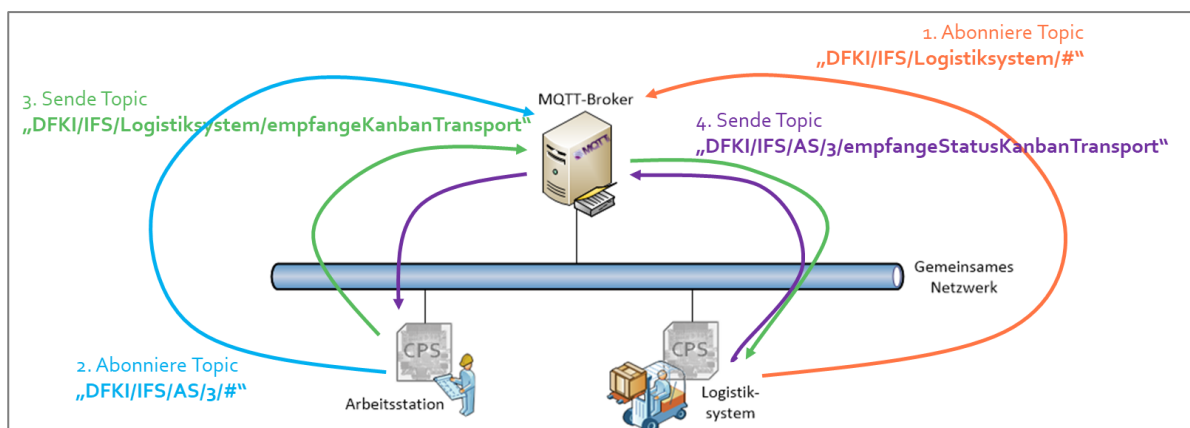 1. Abonniere Topic
„DFKI/IFS/Logistiksystem/#“
3. Sende Topic
„DFKI/IFS/Logistiksystem/empfangeKanbanTransport“
MQTT-Broker
MQTT
4. Sende Topic
„DFKI/IFS/AS/3/empfangeStatusKanbanTransport“
Gemeinsames
Netzwerk
CPS
CPS
2. Abonniere Topic
„DFKI/IFS/AS/3/#“
Arbeitsstation
Logistik-
system